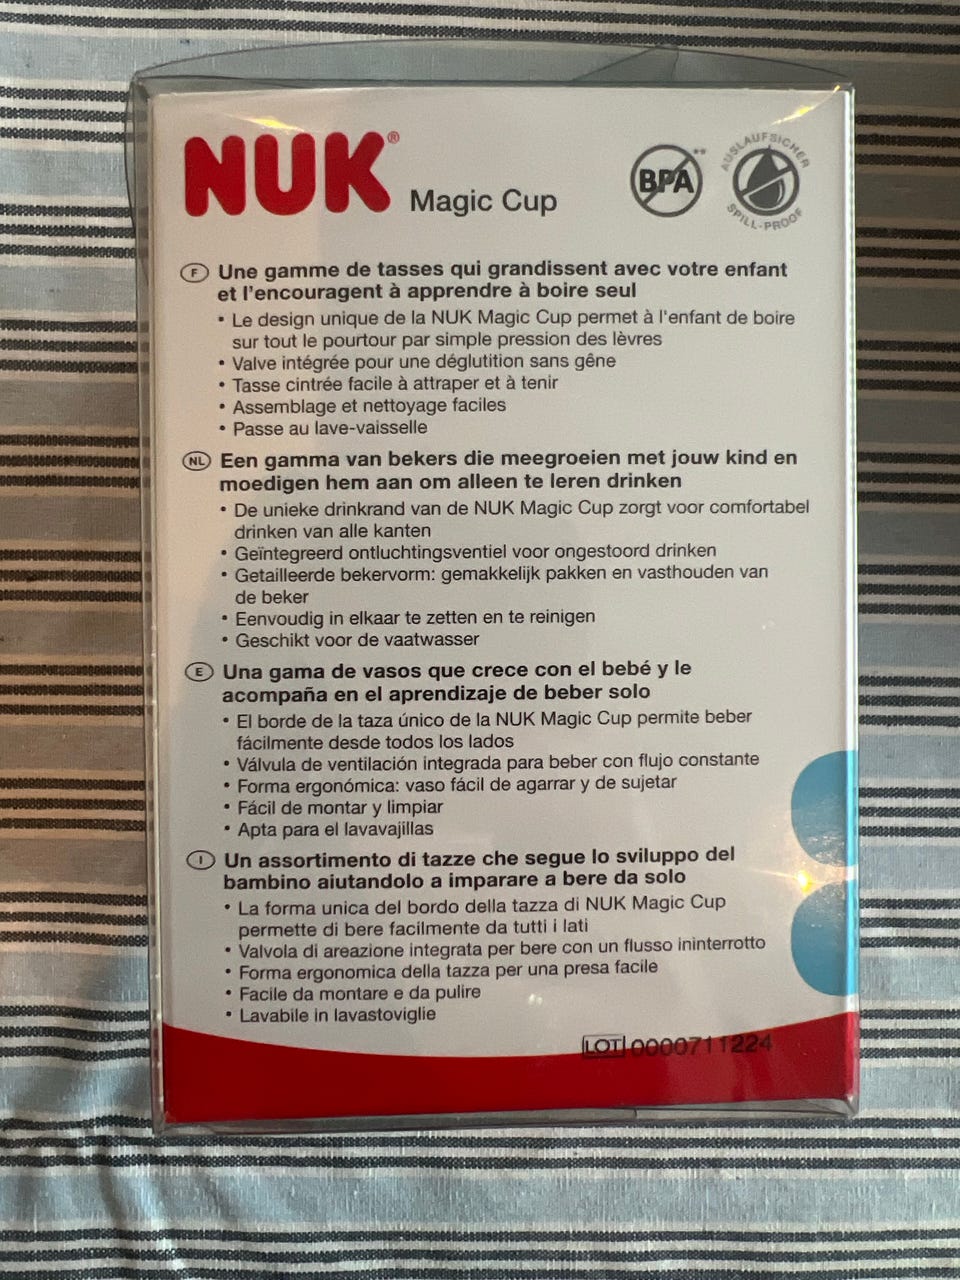 NUK® Magic Cup
BPA**
AUSLAUFSICHER
SPILL-PROOF
F Une gamme de tasses qui grandissent avec votre enfant
et l'encouragent à apprendre à boire seul
• Le design unique de la NUK Magic Cup permet à l'enfant de boire
sur tout le pourtour par simple pression des lèvres
• Valve intégrée pour une déglutition sans gêne
• Tasse cintrée facile à attraper et à tenir
• Assemblage et nettoyage faciles
• Passe au lave-vaisselle
NL Een gamma van bekers die meegroeien met jouw kind en
moedigen hem aan om alleen te leren drinken
• De unieke drinkrand van de NUK Magic Cup zorgt voor comfortabel
drinken van alle kanten
• Geïntegreerd ontluchtingsventiel voor ongestoord drinken
• Getailleerde bekervorm: gemakkelijk pakken en vasthouden van
de beker
• Eenvoudig in elkaar te zetten en te reinigen
• Geschikt voor de vaatwasser
E Una gama de vasos que crece con el bebé y le
acompaña en el aprendizaje de beber solo
• El borde de la taza único de la NUK Magic Cup permite beber
fácilmente desde todos los lados
• Válvula de ventilación integrada para beber con flujo constante
• Forma ergonómica: vaso fácil de agarrar y de sujetar
• Fácil de montar y limpiar
• Apta para el lavavajillas
I Un assortimento di tazze che segue lo sviluppo del
bambino aiutandolo a imparare a bere da solo
• La forma unica del bordo della tazza di NUK Magic Cup
permette di bere facilmente da tutti i lati
• Valvola di areazione integrata per bere con un flusso ininterrotto
• Forma ergonomica della tazza per una presa facile
• Facile da montare e da pulire
• Lavabile in lavastoviglie
LOT 0000711224